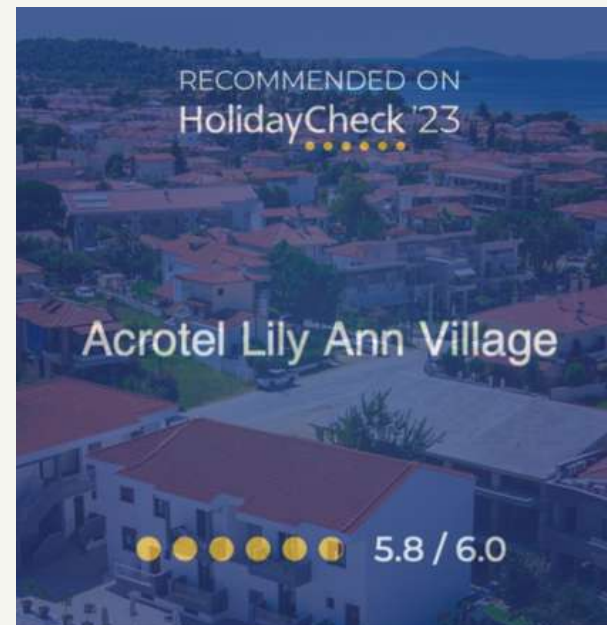 RECOMMENDED ON
HolidayCheck '23
Acrotel Lily Ann Village
5.8 / 6.0